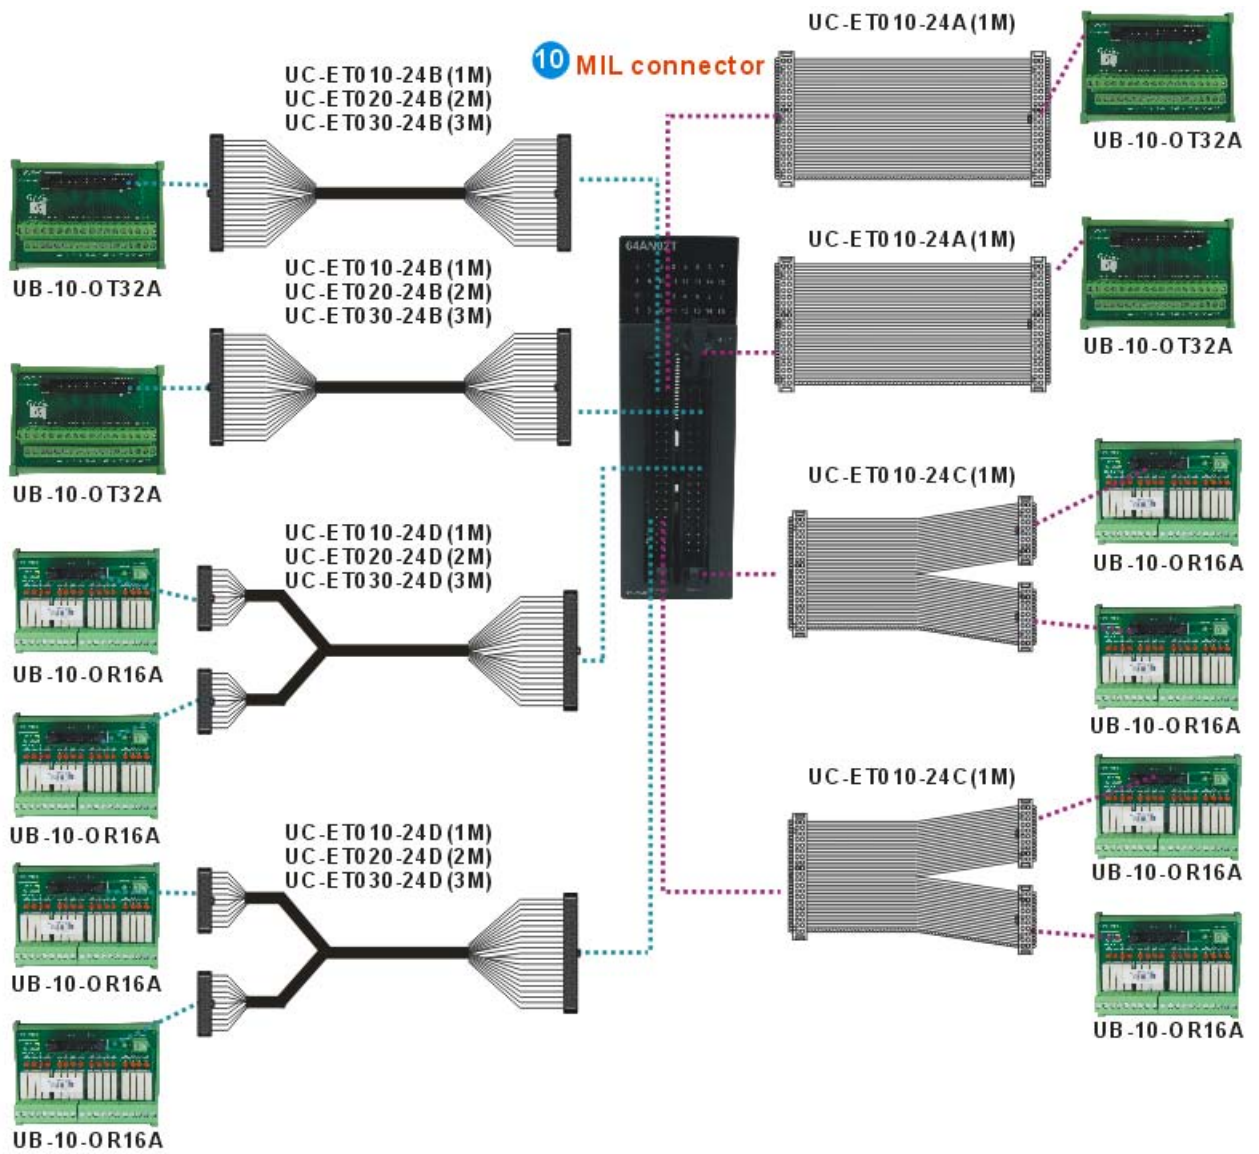 UC-ET010-24A(1M)
10 MIL connector
UC-ET010-24B(1M)
UC-ET020-24B(2M)
UC-ET030-24B(3M)
UB-10-OT32A
UB-10-OT32A
64AN02T
UC-ET010-24A(1M)
UC-ET010-24B(1M)
UC-ET020-24B(2M)
UC-ET030-24B(3M)
UB-10-OT32A
UB-10-OT32A
UC-ET010-24C(1M)
UB-10-OT32A
UC-ET010-24D(1M)
UC-ET020-24D(2M)
UC-ET030-24D(3M)
UB-10-OR16A
UB-10-OR16A
UB-10-OR16A
UC-ET010-24C(1M)
UB-10-OR16A
UC-ET010-24D(1M)
UC-ET020-24D(2M)
UC-ET030-24D(3M)
UB-10-OR16A
UB-10-OR16A
UB-10-OR16A
UB-10-OR16A